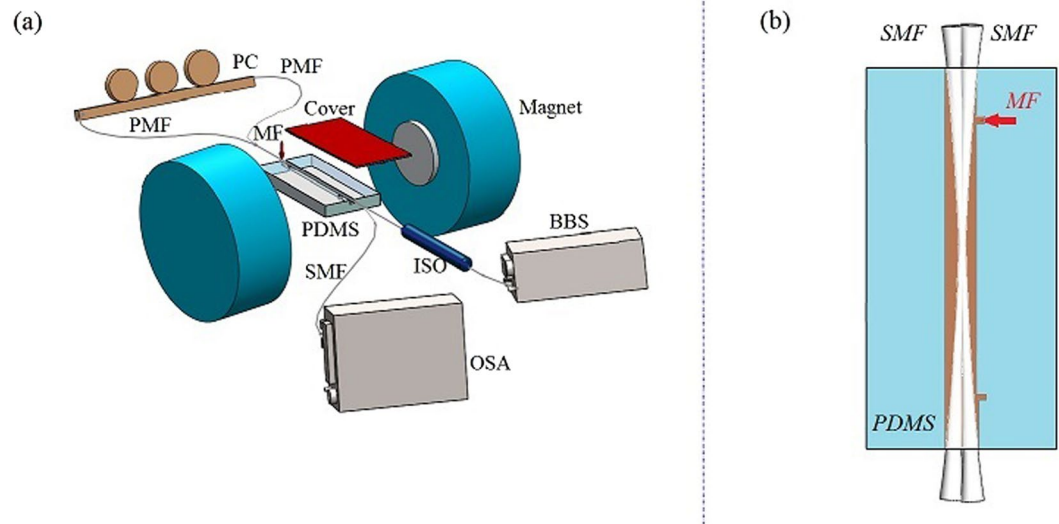 (a)
PC
PMF
PMF
Cover
MF
Magnet
PDMS
BBS
SMF
ISO
OSA
(b)
SMF
SMF
MF
PDMS